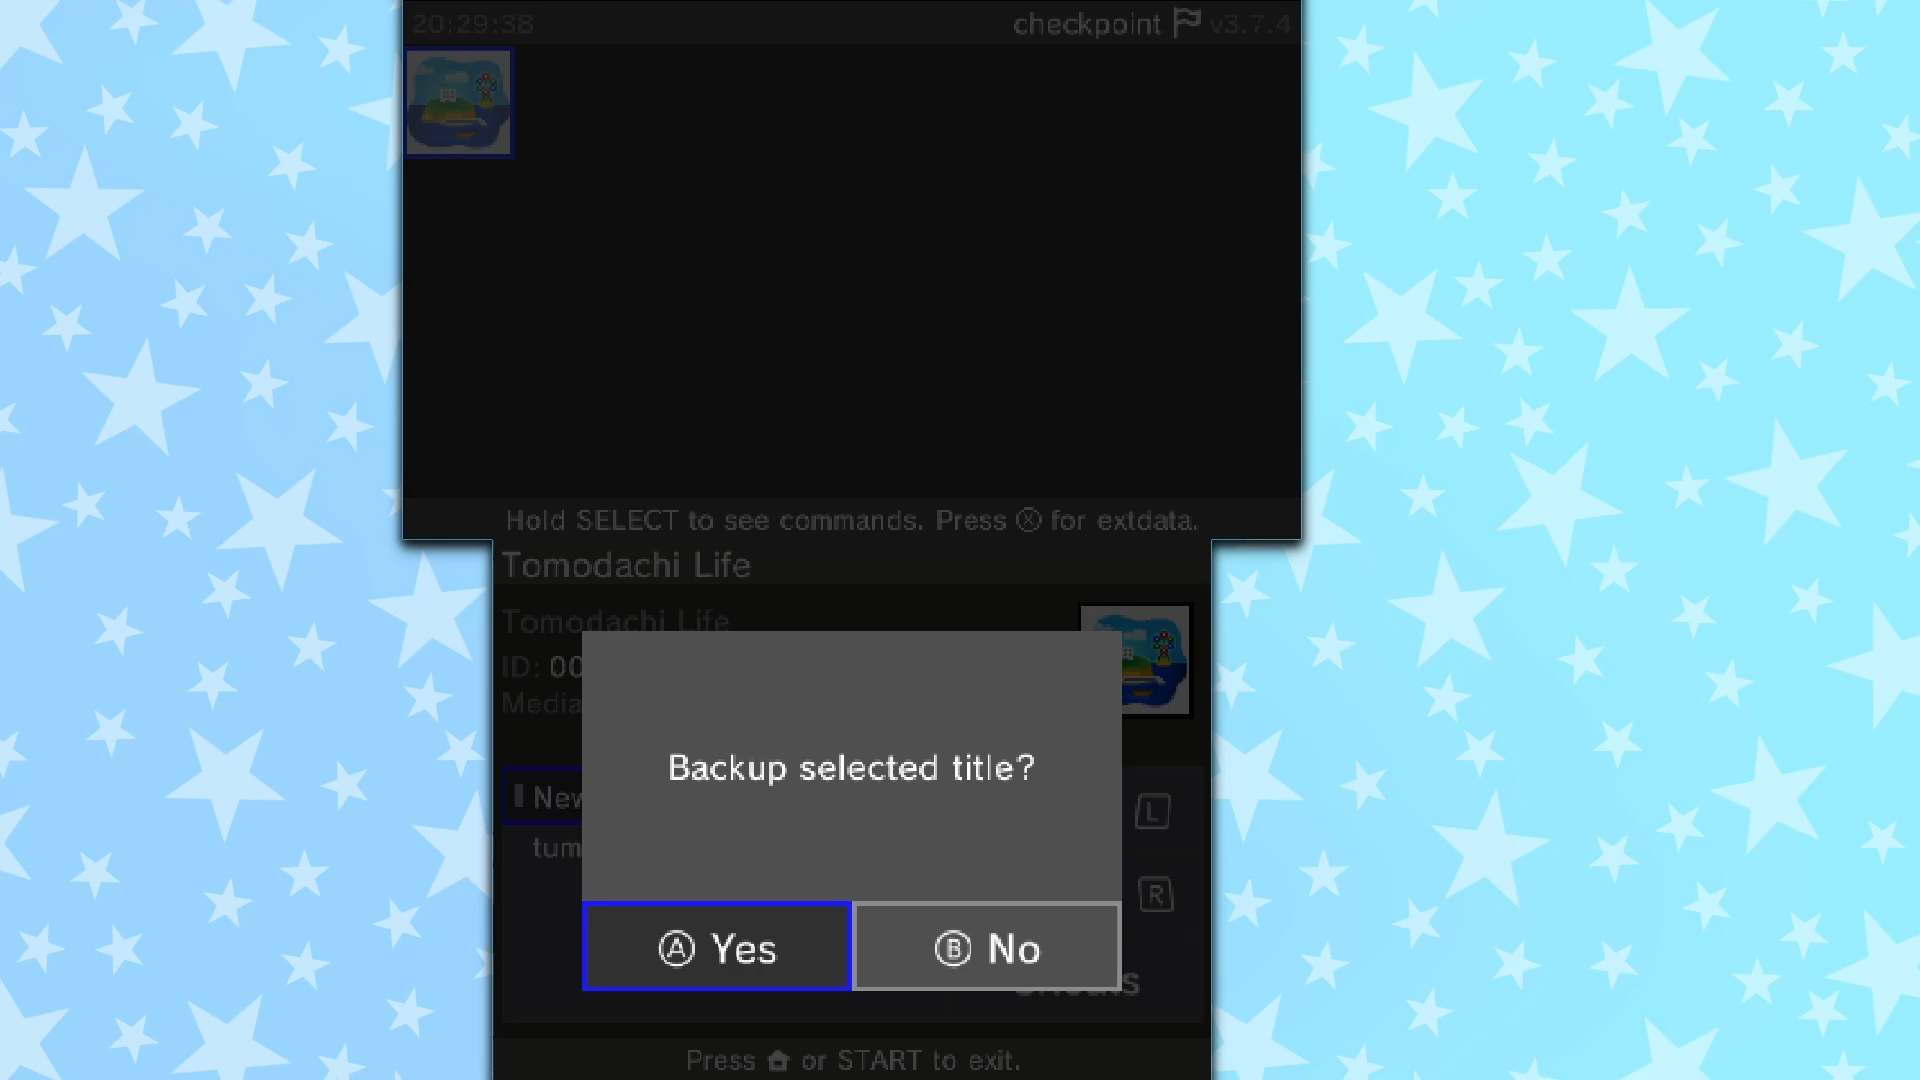 20:29:38 checkpoint v3.7.4
Hold SELECT to see commands. Press Ⓧ for extdata.
Tomodachi Life
Tomodachi Life
ID: 00
Media
Backup selected title?
New
L
tum
R
Ⓐ Yes Ⓑ No
Press or START to exit.